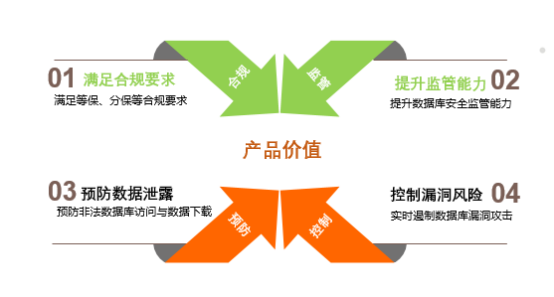 01 满足合规要求
满足等保、分保等合规要求
合规
监管
提升监管能力 02
提升数据库安全监管能力
产品价值
03 预防数据泄露
预防非法数据库访问与数据下载
预防
控制
控制漏洞风险 04
实时遏制数据库漏洞攻击